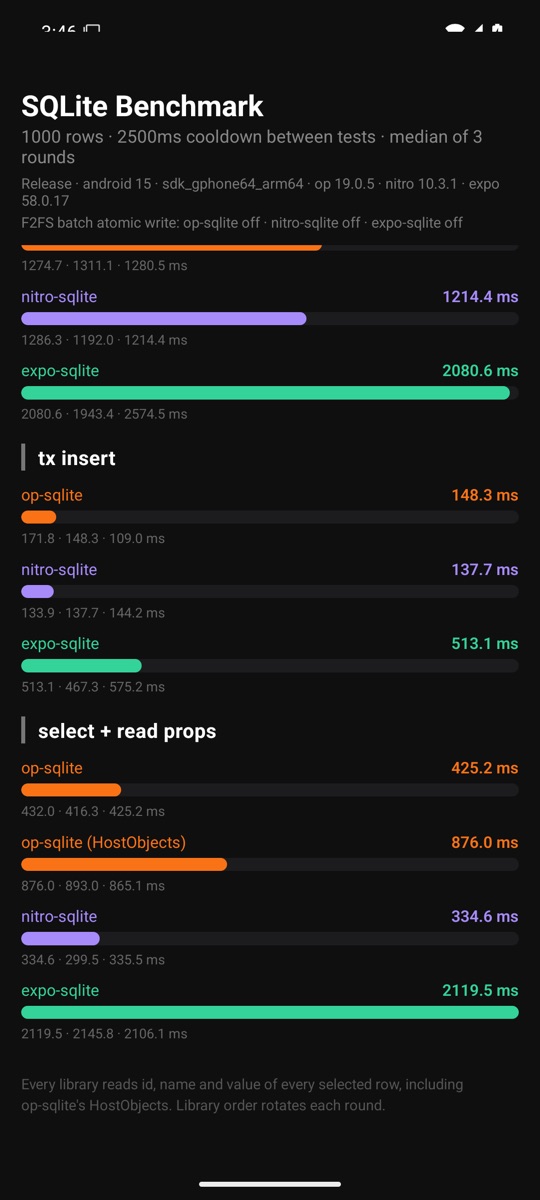 3:46
SQLite Benchmark
1000 rows · 2500ms cooldown between tests · median of 3
rounds
Release · android 15 · sdk_gphone64_arm64 · op 19.0.5 · nitro 10.3.1 · expo
58.0.17
F2FS batch atomic write: op-sqlite off · nitro-sqlite off · expo-sqlite off
1274.7 · 1311.1 · 1280.5 ms
nitro-sqlite 1214.4 ms
1286.3 · 1192.0 · 1214.4 ms
expo-sqlite 2080.6 ms
2080.6 · 1943.4 · 2574.5 ms
tx insert
op-sqlite 148.3 ms
171.8 · 148.3 · 109.0 ms
nitro-sqlite 137.7 ms
133.9 · 137.7 · 144.2 ms
expo-sqlite 513.1 ms
513.1 · 467.3 · 575.2 ms
select + read props
op-sqlite 425.2 ms
432.0 · 416.3 · 425.2 ms
op-sqlite (HostObjects) 876.0 ms
876.0 · 893.0 · 865.1 ms
nitro-sqlite 334.6 ms
334.6 · 299.5 · 335.5 ms
expo-sqlite 2119.5 ms
2119.5 · 2145.8 · 2106.1 ms
Every library reads id, name and value of every selected row, including
op-sqlite's HostObjects. Library order rotates each round.